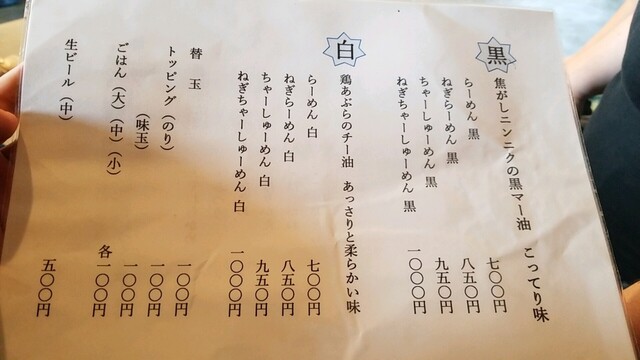 黒
焦がしニンニクの黒マー油 こってり味
らーめん 黒 七〇〇円
ねぎらーめん 黒 八五〇円
ちゃーしゅーめん 黒 九五〇円
ねぎちゃーしゅーめん 黒 一〇〇〇円
白
鶏あぶらのチー油 あっさりと柔らかい味
らーめん 白 七〇〇円
ねぎらーめん 白 八五〇円
ちゃーしゅーめん 白 九五〇円
ねぎちゃーしゅーめん 白 一〇〇〇円
替玉 一〇〇円
トッピング（のり） 一〇〇円
（味玉） 一〇〇円
ごはん（大）（中）（小） 各一〇〇円
生ビール（中） 五〇〇円